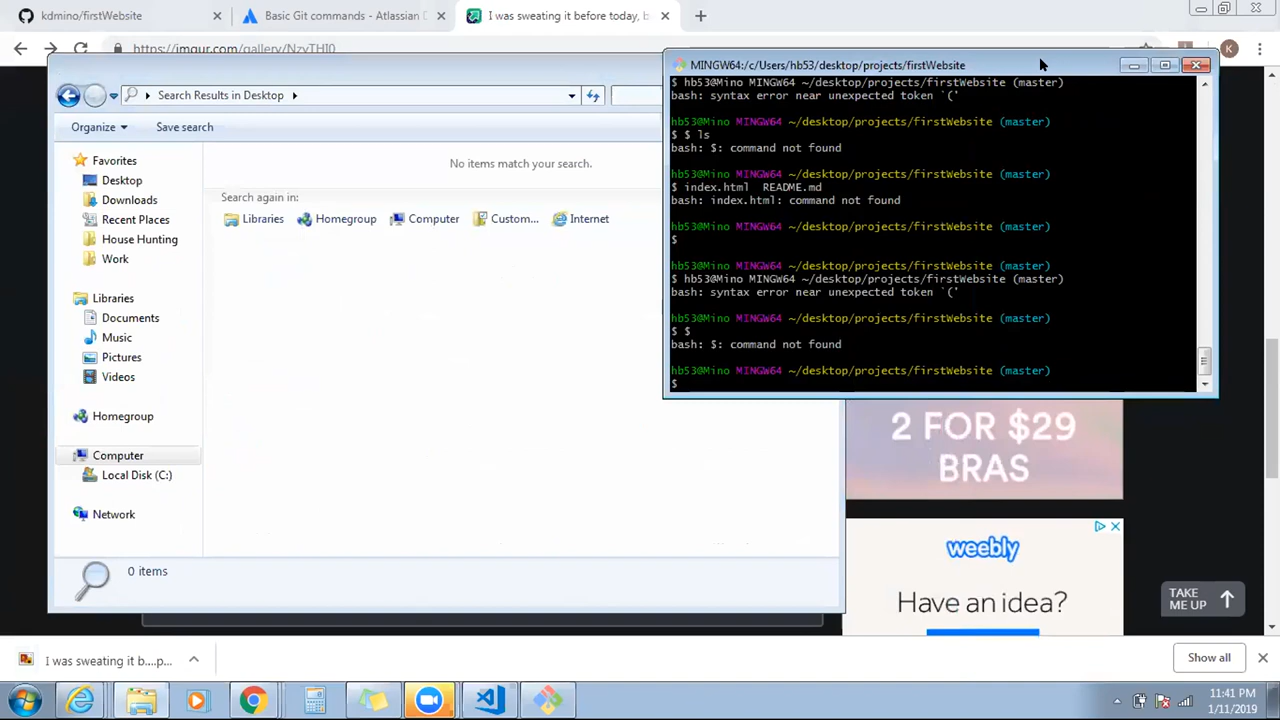 kdmino/firstWebsite
Basic Git commands - Atlassian D
I was sweating it before today, b
https://imgur.com/gallery/NzyTHI0
K
Search Results in Desktop
Organize
Save search
Favorites
Desktop
Downloads
Recent Places
House Hunting
Work
Libraries
Documents
Music
Pictures
Videos
Homegroup
Computer
Local Disk (C:)
Network
No items match your search.
Search again in:
Libraries
Homegroup
Computer
Custom...
Internet
0 items
MINGW64:/c/Users/hb53/desktop/projects/firstWebsite
$ hb53@Mino MINGW64 ~/desktop/projects/firstWebsite (master)
bash: syntax error near unexpected token `('
hb53@Mino MINGW64 ~/desktop/projects/firstWebsite (master)
$ $ ls
bash: $: command not found
hb53@Mino MINGW64 ~/desktop/projects/firstWebsite (master)
$ index.html  README.md
bash: index.html: command not found
hb53@Mino MINGW64 ~/desktop/projects/firstWebsite (master)
$
hb53@Mino MINGW64 ~/desktop/projects/firstWebsite (master)
$ hb53@Mino MINGW64 ~/desktop/projects/firstWebsite (master)
bash: syntax error near unexpected token `('
hb53@Mino MINGW64 ~/desktop/projects/firstWebsite (master)
$ $
bash: $: command not found
hb53@Mino MINGW64 ~/desktop/projects/firstWebsite (master)
$
2 FOR $29
BRAS
weebly
Have an idea?
TAKE
ME UP
I was sweating it b....p...
Show all
11:41 PM
1/11/2019